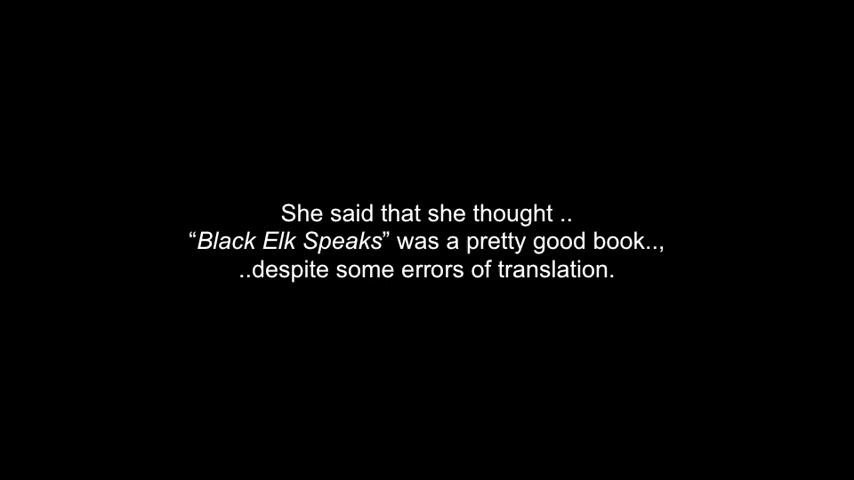 She said that she thought ..
“Black Elk Speaks” was a pretty good book..,
..despite some errors of translation.